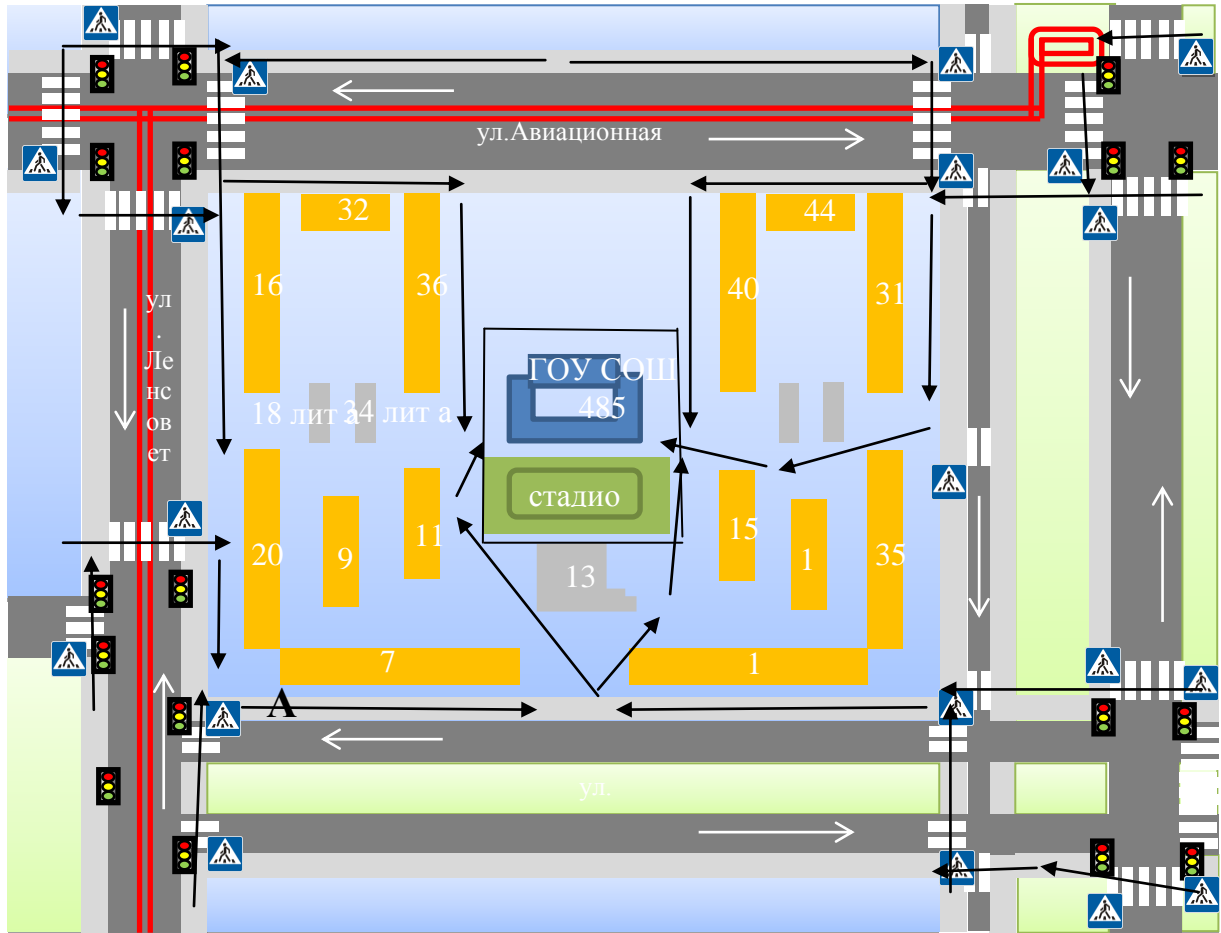 ул.Авиационная
32
44
16
36
40
31
ул
.
Ле
нс
ов
ет
ГОУ СОШ
485
18 лит а
34 лит а
стадио
20
9
11
15
1
35
13
7
1
А
ул.